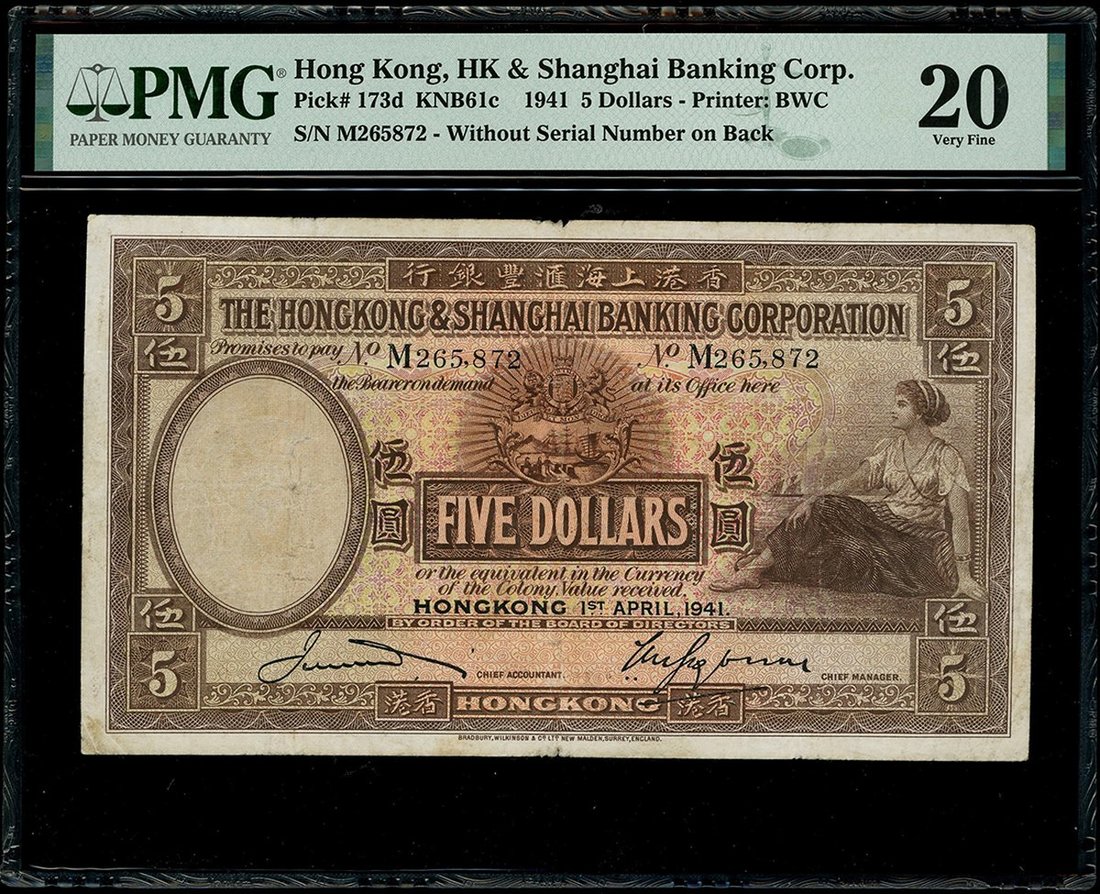 PMG®
PAPER MONEY GUARANTY
Hong Kong, HK & Shanghai Banking Corp.
Pick# 173d KNB61c 1941 5 Dollars - Printer: BWC
S/N M265872 - Without Serial Number on Back
20
Very Fine
5 行銀豐滙海上港香 5
THE HONGKONG & SHANGHAI BANKING CORPORATION
伍 Promises to pay No. M265,872 No. M265,872 伍
the Bearer on demand at its Office here
伍圓 FIVE DOLLARS 伍圓
or the equivalent in the Currency
of the Colony, Value received.
伍 HONGKONG 1ST APRIL, 1941. 伍
BY ORDER OF THE BOARD OF DIRECTORS
5 CHIEF ACCOUNTANT. CHIEF MANAGER. 5
港香 HONGKONG 港香
BRADBURY, WILKINSON & Co. LTD NEW MALDEN, SURREY, ENGLAND.